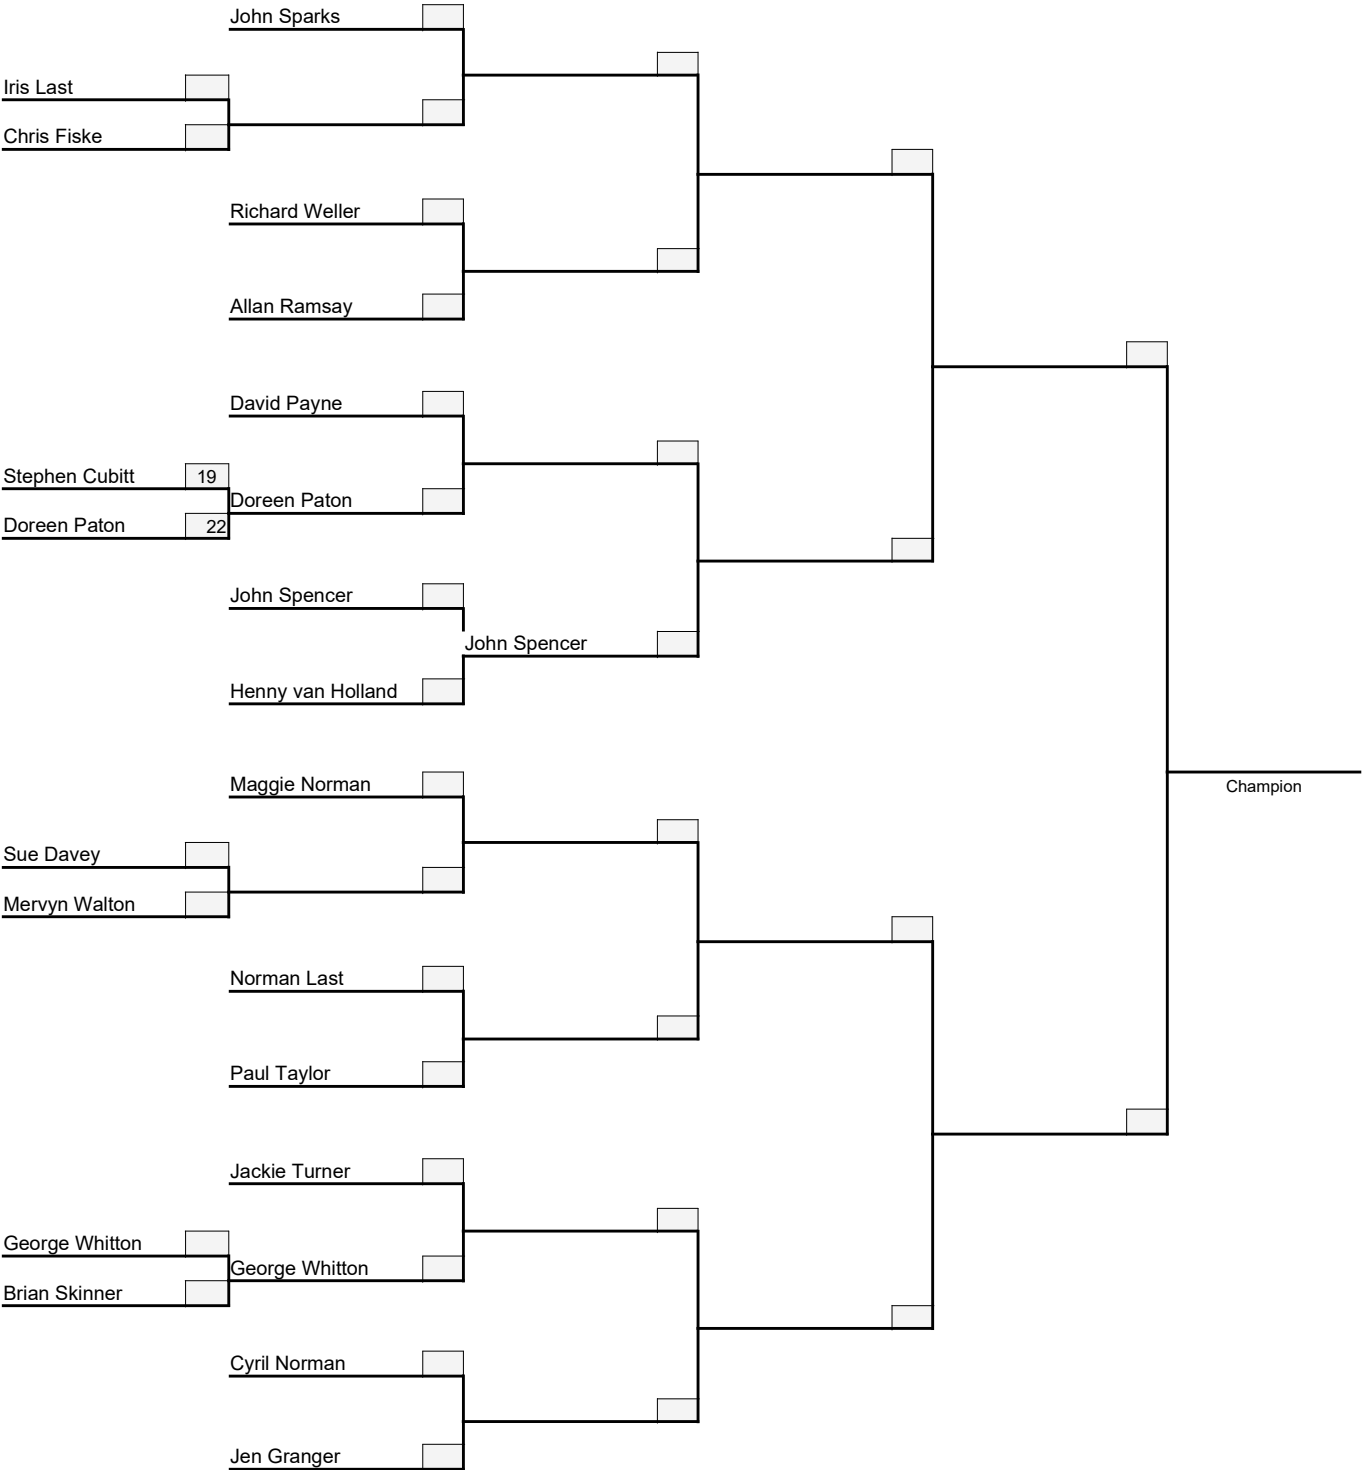 John Sparks
Iris Last
Chris Fiske
Richard Weller
Allan Ramsay
David Payne
Stephen Cubitt 19
Doreen Paton
Doreen Paton 22
John Spencer
John Spencer
Henny van Holland
Maggie Norman
Champion
Sue Davey
Mervyn Walton
Norman Last
Paul Taylor
Jackie Turner
George Whitton
George Whitton
Brian Skinner
Cyril Norman
Jen Granger